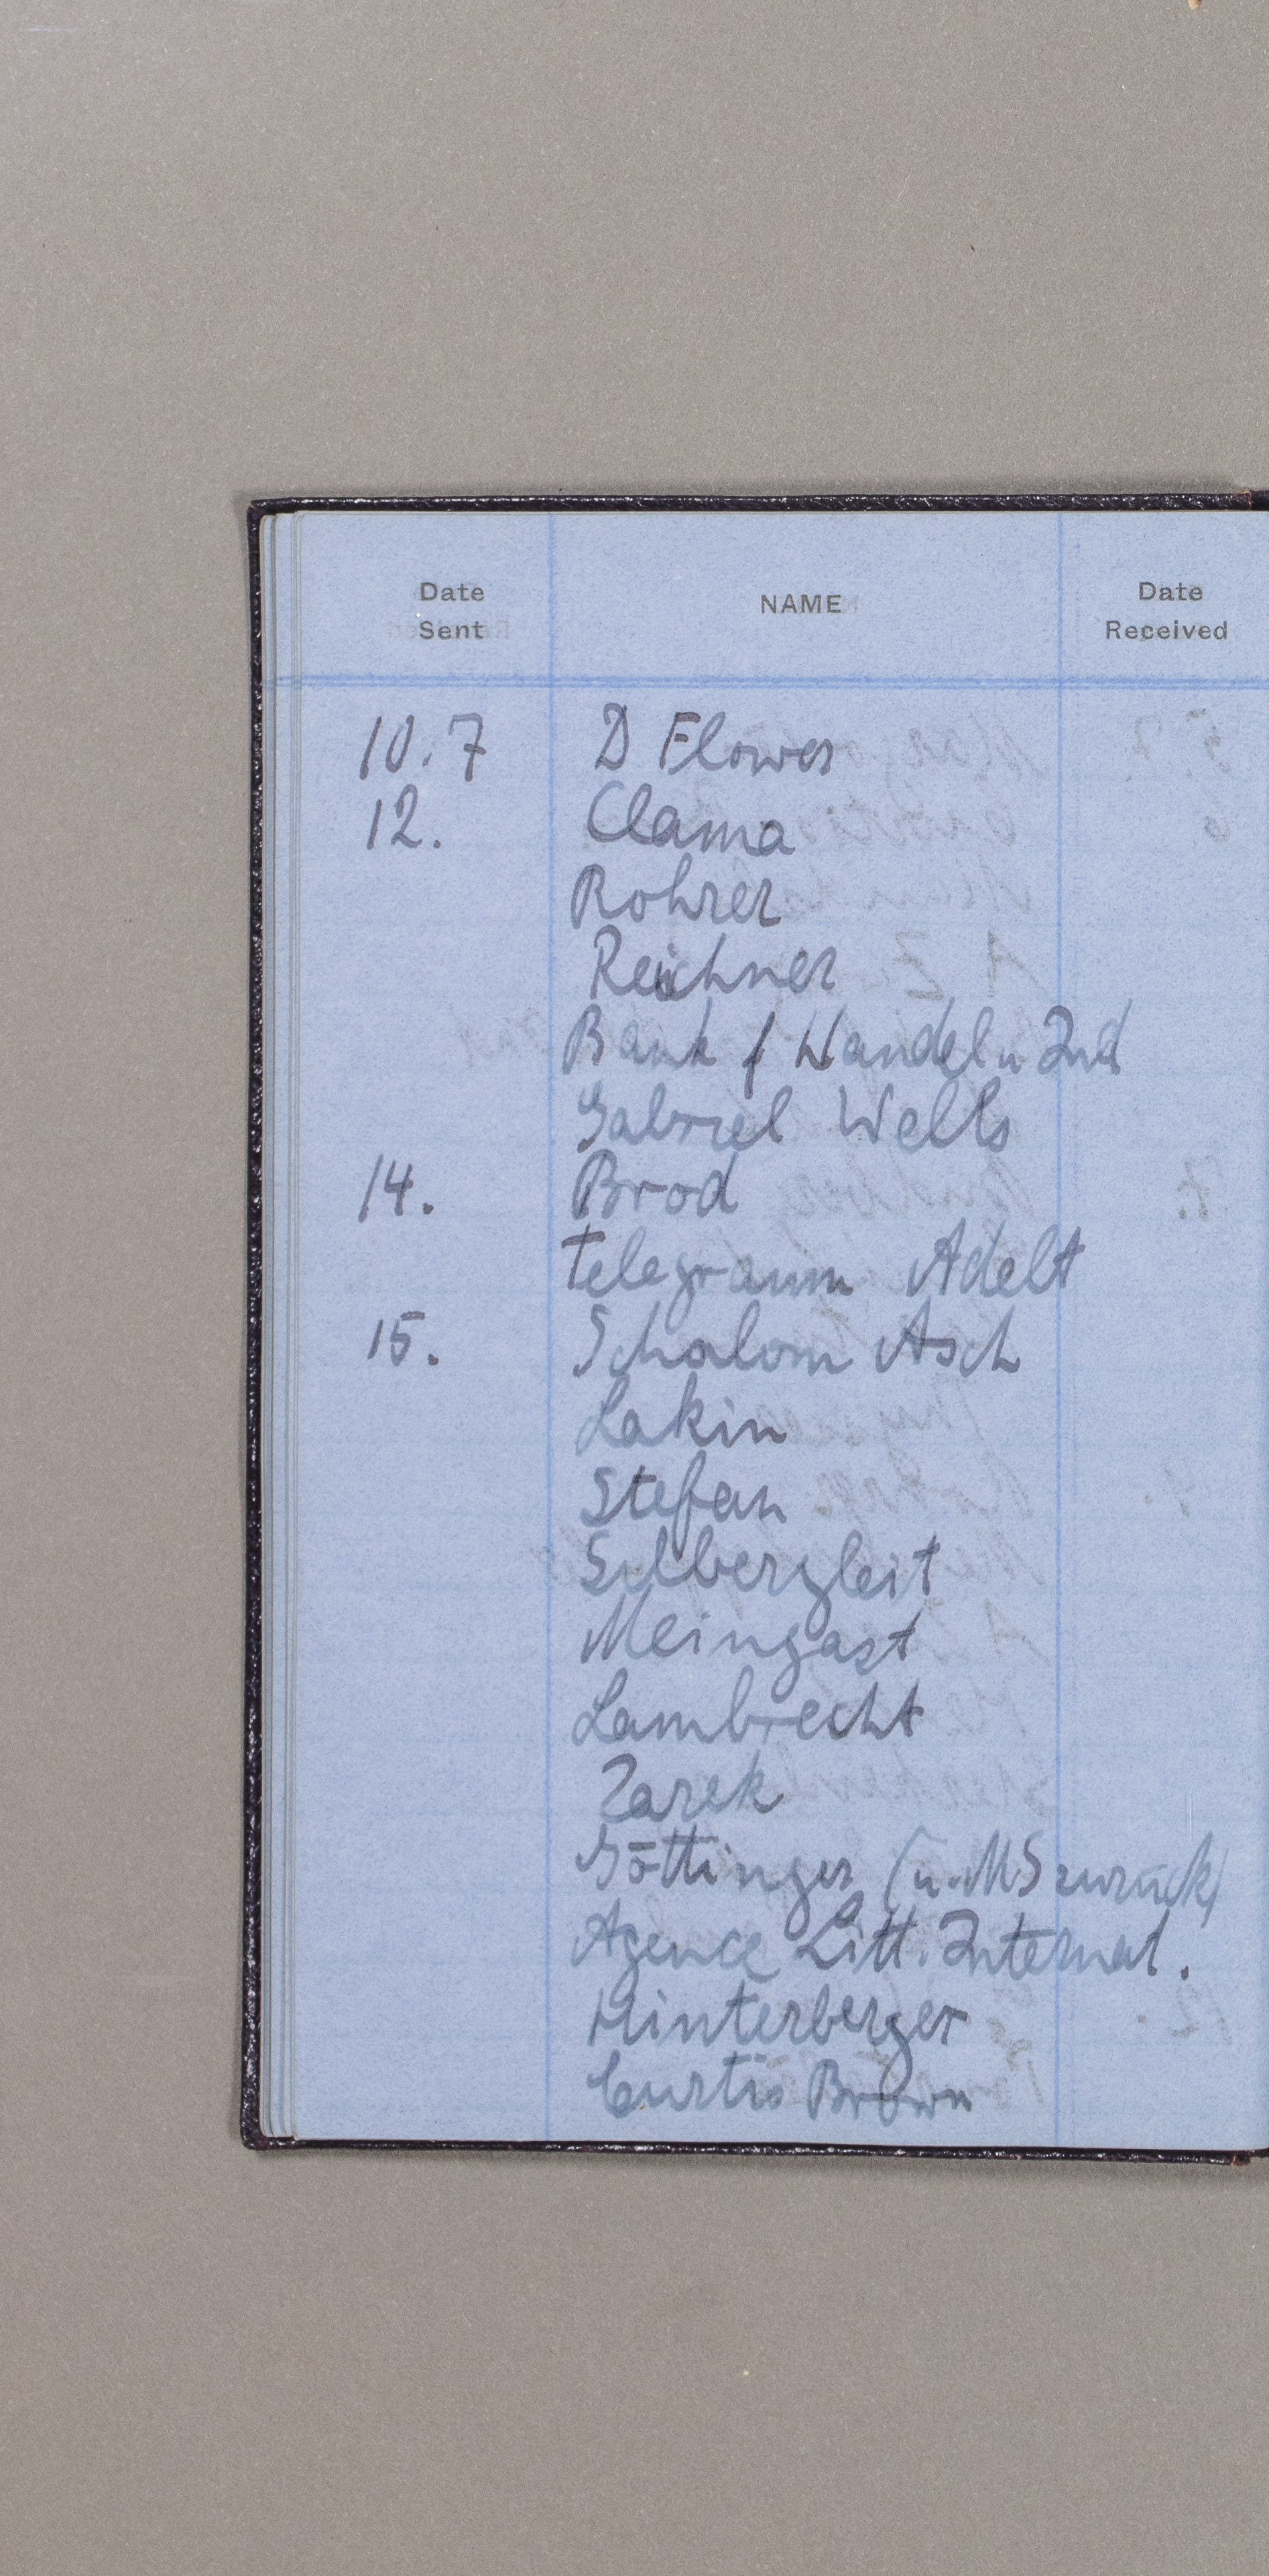 Date Sent NAME Date Received
10.7 D Flower
12. Clama
Rohrer
Reichner
Bank f Handel u Ind
Gabriel Wells
14. Brod
Telegramm Adelt
15. Schalom Asch
Lakin
Stefan
Silbergleit
Meingast
Lambrecht
Zarek
Göttinger (u. MS zurück)
Agence Litt. Internat.
Hinterberger
Curtis Brown